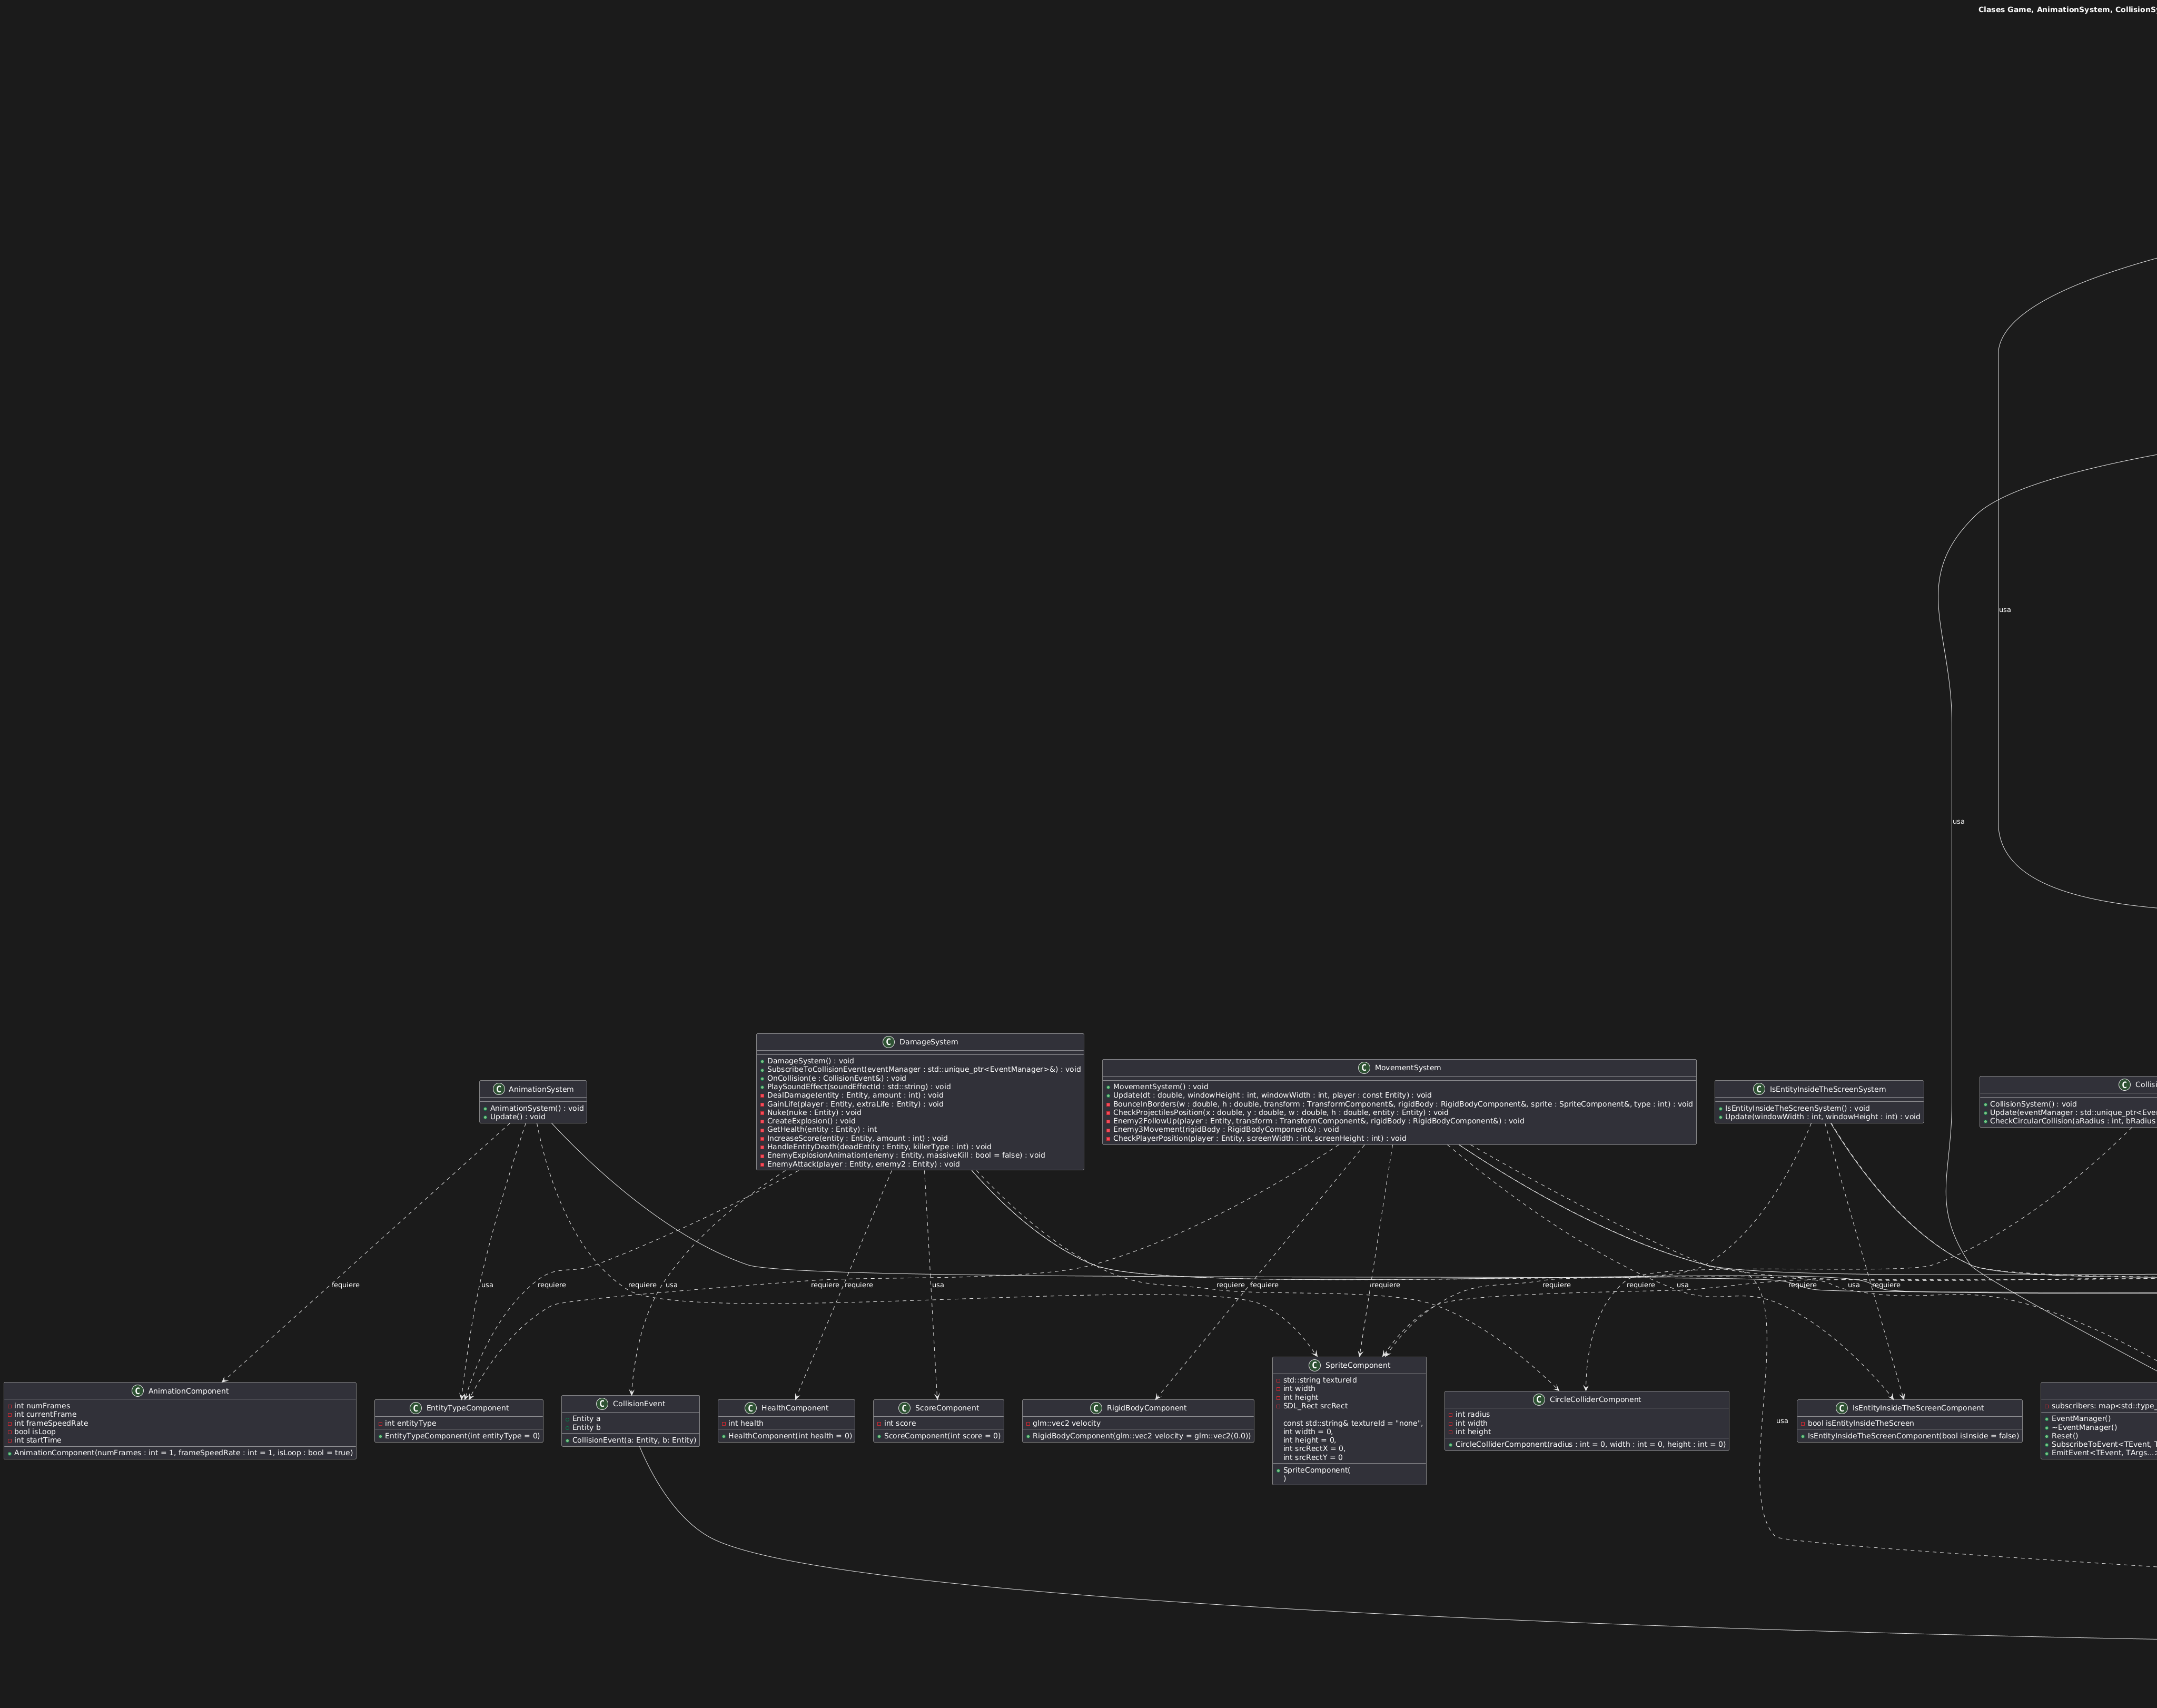 Clases Game, AnimationSystem, CollisionSy
usa
usa
DamageSystem
DamageSystem() : void
SubscribeToCollisionEvent(eventManager : std::unique_ptr<EventManager>&) : void
OnCollision(e : CollisionEvent&) : void
PlaySoundEffect(soundEffectId : std::string) : void
DealDamage(entity : Entity, amount : int) : void
GainLife(player : Entity, extraLife : Entity) : void
Nuke(nuke : Entity) : void
CreateExplosion() : void
GetHealth(entity : Entity) : int
IncreaseScore(entity : Entity, amount : int) : void
HandleEntityDeath(deadEntity : Entity, killerType : int) : void
EnemyExplosionAnimation(enemy : Entity, massiveKill : bool = false) : void
EnemyAttack(player : Entity, enemy2 : Entity) : void
MovementSystem
MovementSystem() : void
Update(dt : double, windowHeight : int, windowWidth : int, player : const Entity) : void
BounceInBorders(w : double, h : double, transform : TransformComponent&, rigidBody : RigidBodyComponent&, sprite : SpriteComponent&, type : int) : void
CheckProjectilesPosition(x : double, y : double, w : double, h : double, entity : Entity) : void
Enemy2FollowUp(player : Entity, transform : TransformComponent&, rigidBody : RigidBodyComponent&) : void
Enemy3Movement(rigidBody : RigidBodyComponent&) : void
CheckPlayerPosition(player : Entity, screenWidth : int, screenHeight : int) : void
AnimationSystem
AnimationSystem() : void
Update() : void
IsEntityInsideTheScreenSystem
IsEntityInsideTheScreenSystem() : void
Update(windowWidth : int, windowHeight : int) : void
Collisi
CollisionSystem() : void
Update(eventManager : std::unique_ptr<Even
CheckCircularCollision(aRadius : int, bRadius
requiere
usa
requiere
requiere
usa
requiere
requiere
usa
requiere
requiere
requiere
requiere
requiere
usa
requiere
usa
requiere
AnimationComponent
int numFrames
int currentFrame
int frameSpeedRate
bool isLoop
int startTime
AnimationComponent(numFrames : int = 1, frameSpeedRate : int = 1, isLoop : bool = true)
EntityTypeComponent
int entityType
EntityTypeComponent(int entityType = 0)
CollisionEvent
Entity a
Entity b
CollisionEvent(a: Entity, b: Entity)
HealthComponent
int health
HealthComponent(int health = 0)
ScoreComponent
int score
ScoreComponent(int score = 0)
RigidBodyComponent
glm::vec2 velocity
RigidBodyComponent(glm::vec2 velocity = glm::vec2(0.0))
SpriteComponent
std::string textureId
int width
int height
SDL_Rect srcRect
const std::string& textureId = "none",
int width = 0,
int height = 0,
int srcRectX = 0,
int srcRectY = 0
SpriteComponent(
)
CircleColliderComponent
int radius
int width
int height
CircleColliderComponent(radius : int = 0, width : int = 0, height : int = 0)
usa
IsEntityInsideTheScreenComponent
bool isEntityInsideTheScreen
IsEntityInsideTheScreenComponent(bool isInside = false)
subscribers: map<std::type_
EventManager()
~EventManager()
Reset()
SubscribeToEvent<TEvent, T
EmitEvent<TEvent, TArgs...>